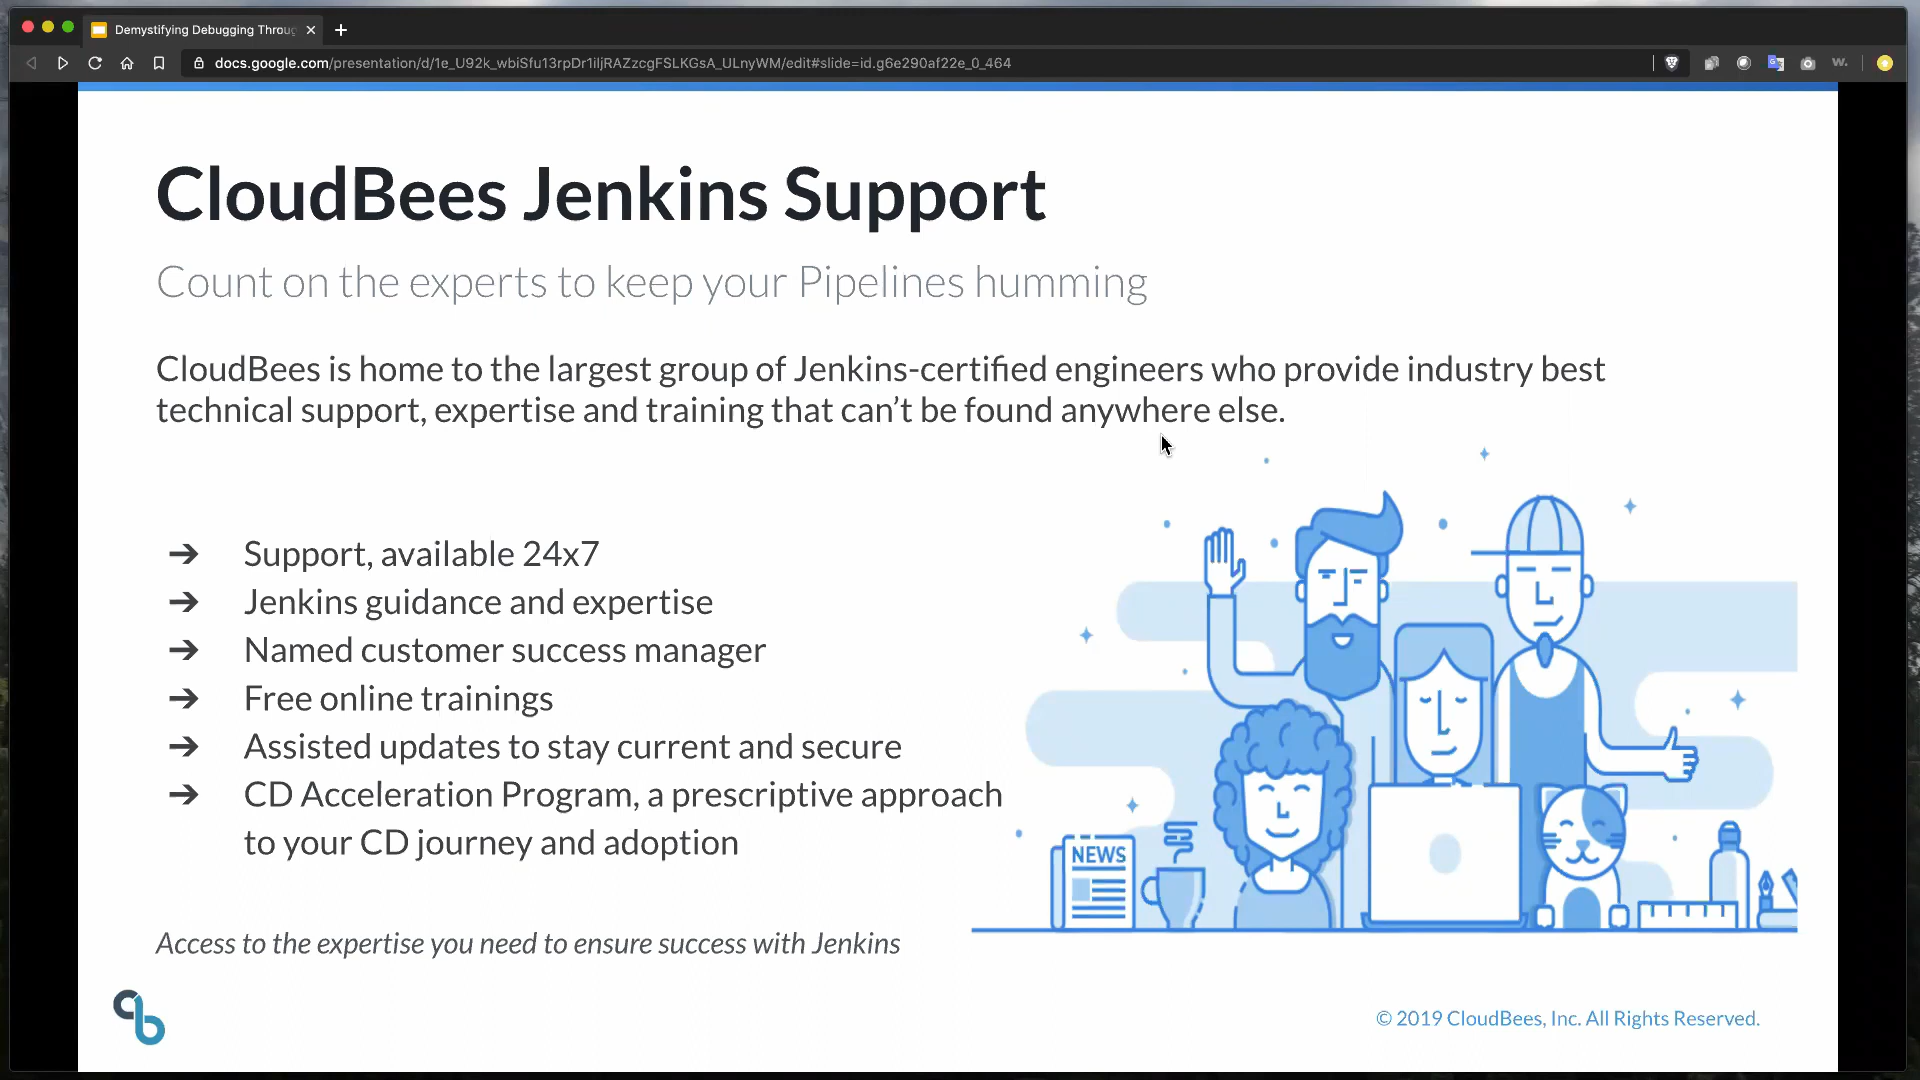 Demystifying Debugging Throu
docs.google.com/presentation/d/1e_U92k_wbiSfu13rpDr1iljRAZzcgFSLKGsA_ULnyWM/edit#slide=id.g6e290af22e_0_464
CloudBees Jenkins Support
Count on the experts to keep your Pipelines humming
CloudBees is home to the largest group of Jenkins-certified engineers who provide industry best
technical support, expertise and training that can’t be found anywhere else.
➔ Support, available 24x7
➔ Jenkins guidance and expertise
➔ Named customer success manager
➔ Free online trainings
➔ Assisted updates to stay current and secure
➔ CD Acceleration Program, a prescriptive approach
to your CD journey and adoption
NEWS
Access to the expertise you need to ensure success with Jenkins
© 2019 CloudBees, Inc. All Rights Reserved.